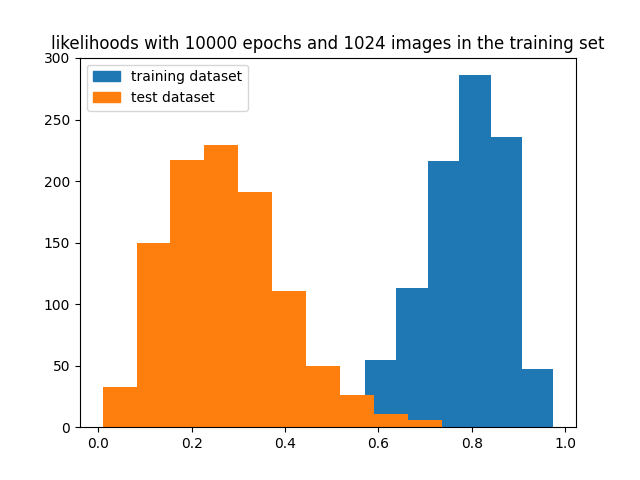 likelihoods with 10000 epochs and 1024 images in the training set
300
training dataset
test dataset
250
200
150
100
50
0
0.0 0.2 0.4 0.6 0.8 1.0